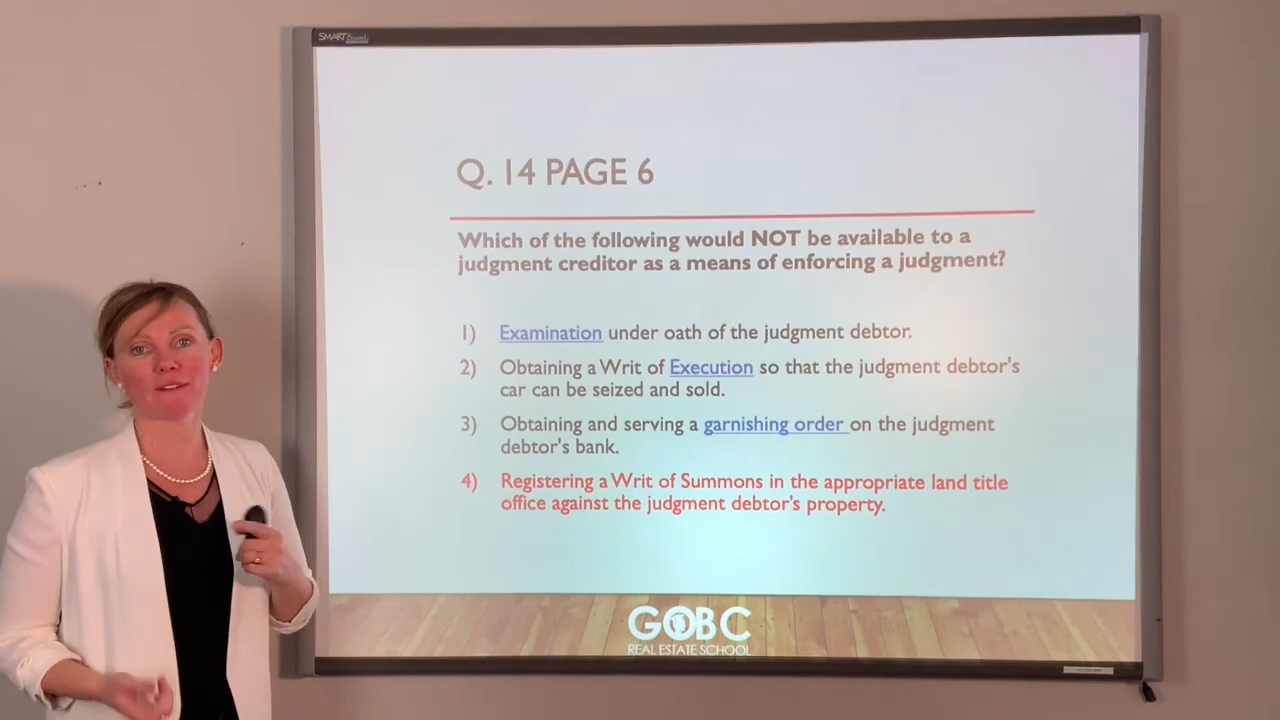 SMART Board
Q. 14 PAGE 6
Which of the following would NOT be available to a
judgment creditor as a means of enforcing a judgment?
1) Examination under oath of the judgment debtor.
2) Obtaining a Writ of Execution so that the judgment debtor's
car can be seized and sold.
3) Obtaining and serving a garnishing order on the judgment
debtor's bank.
4) Registering a Writ of Summons in the appropriate land title
office against the judgment debtor's property.
GOBC
REAL ESTATE SCHOOL